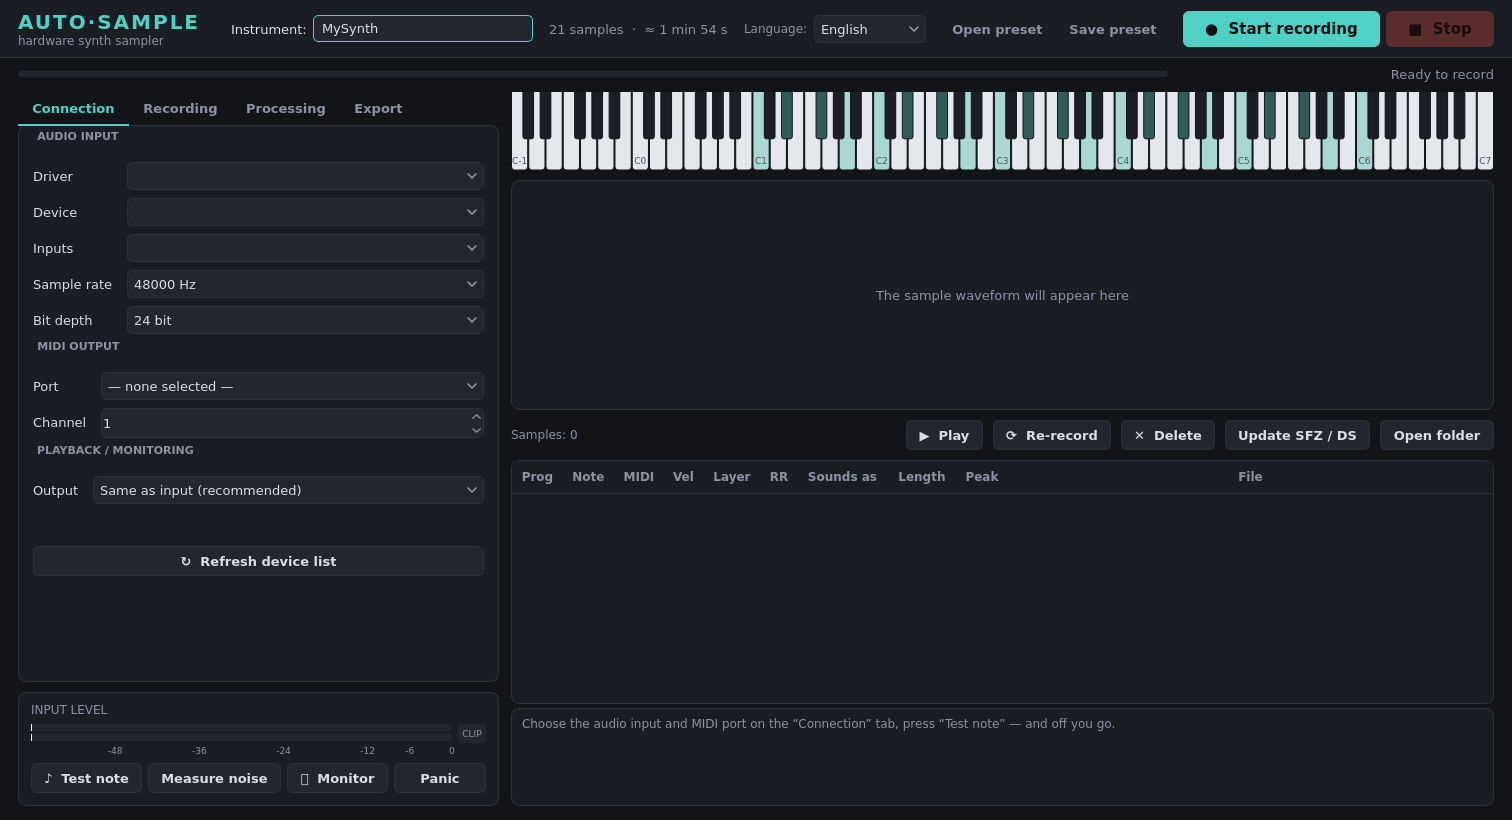 AUTO·SAMPLE
hardware synth sampler
Instrument: MySynth 21 samples · ≈ 1 min 54 s Language: English Open preset Save preset ● Start recording ■ Stop
Ready to record
Connection Recording Processing Export
AUDIO INPUT
Driver
Device
Inputs
Sample rate 48000 Hz
Bit depth 24 bit
MIDI OUTPUT
Port — none selected —
Channel 1
PLAYBACK / MONITORING
Output Same as input (recommended)
↻ Refresh device list
INPUT LEVEL
CLIP
-48 -36 -24 -12 -6 0
♪ Test note Measure noise Monitor Panic
C-1 C0 C1 C2 C3 C4 C5 C6 C7
The sample waveform will appear here
Samples: 0 ▶ Play ⟳ Re-record ✕ Delete Update SFZ / DS Open folder
Prog Note MIDI Vel Layer RR Sounds as Length Peak File
Choose the audio input and MIDI port on the “Connection” tab, press “Test note” — and off you go.